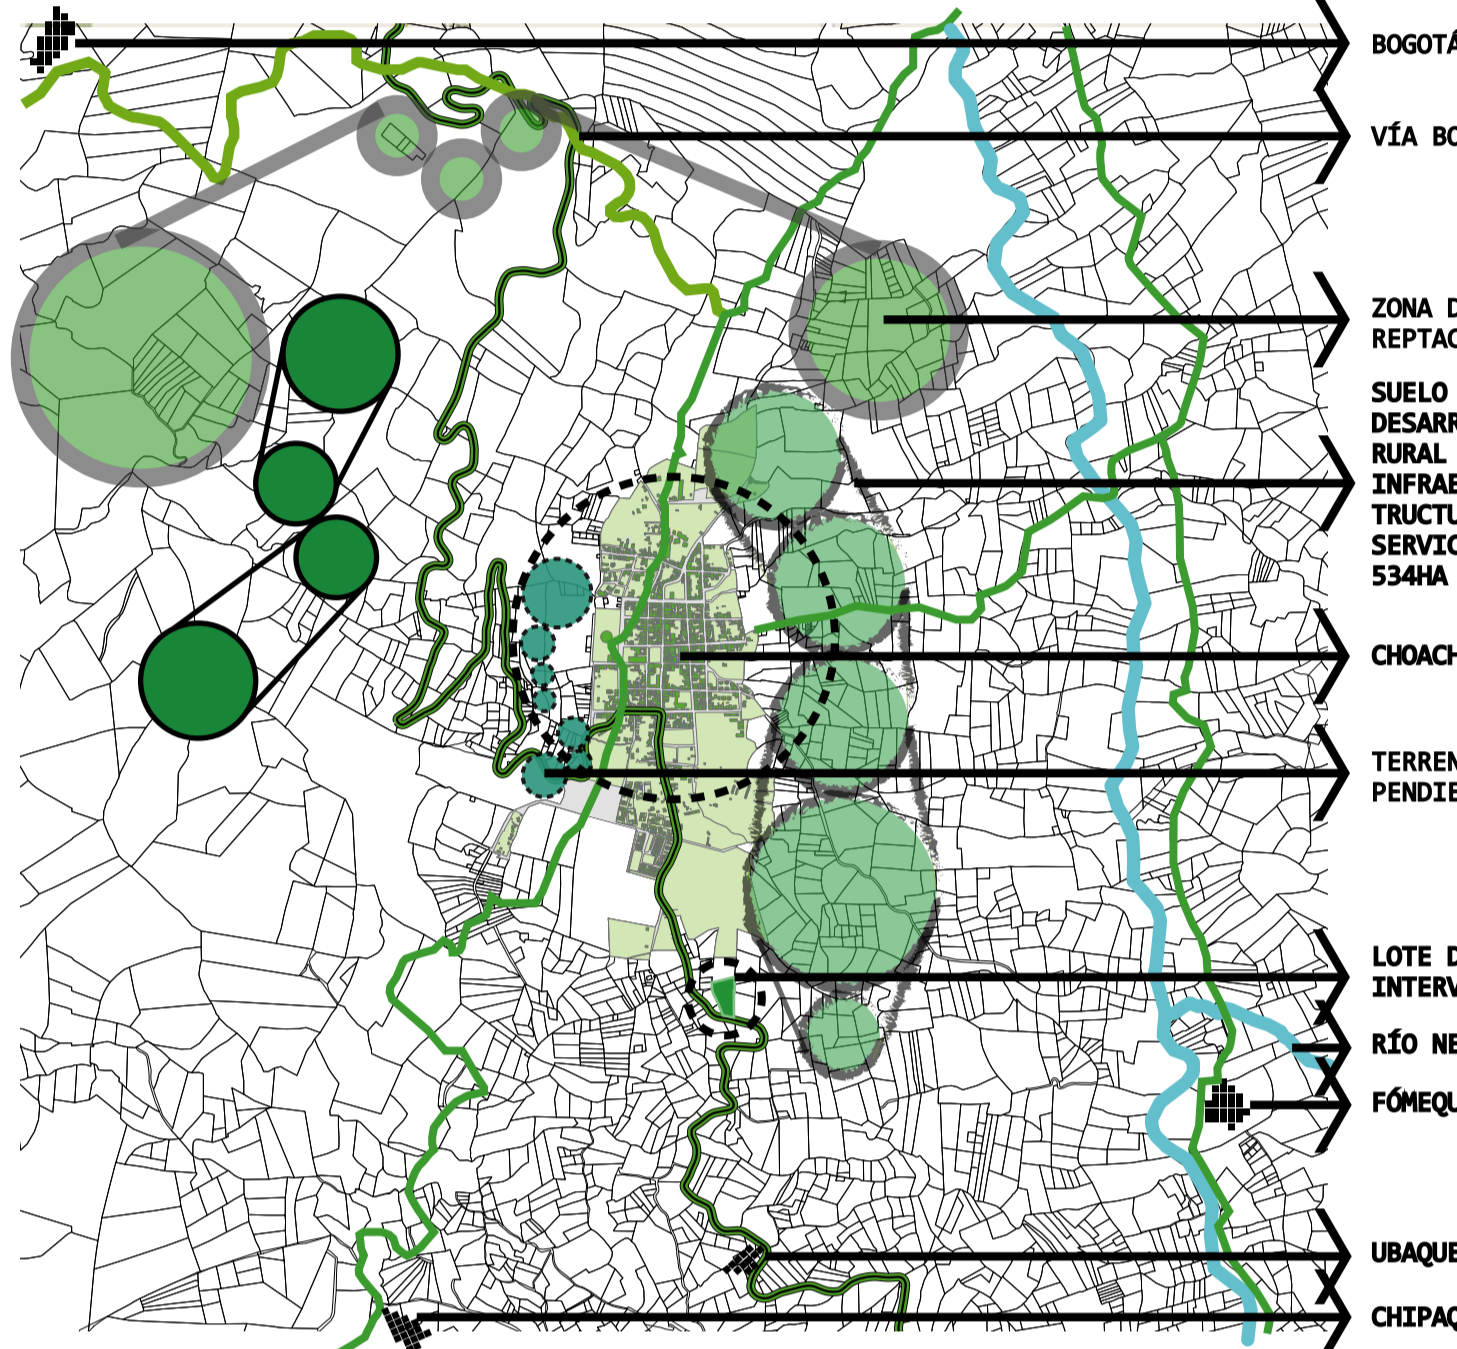 BOGOTÁ
VÍA BO
ZONA D
REPTAC
SUELO
DESARR
RURAL
INFRAE
TRUCTU
SERVIC
534HA
CHOACH
TERREN
PENDIE
LOTE D
INTERV
RÍO NE
FÓMEQU
UBAQUE
CHIPAQ